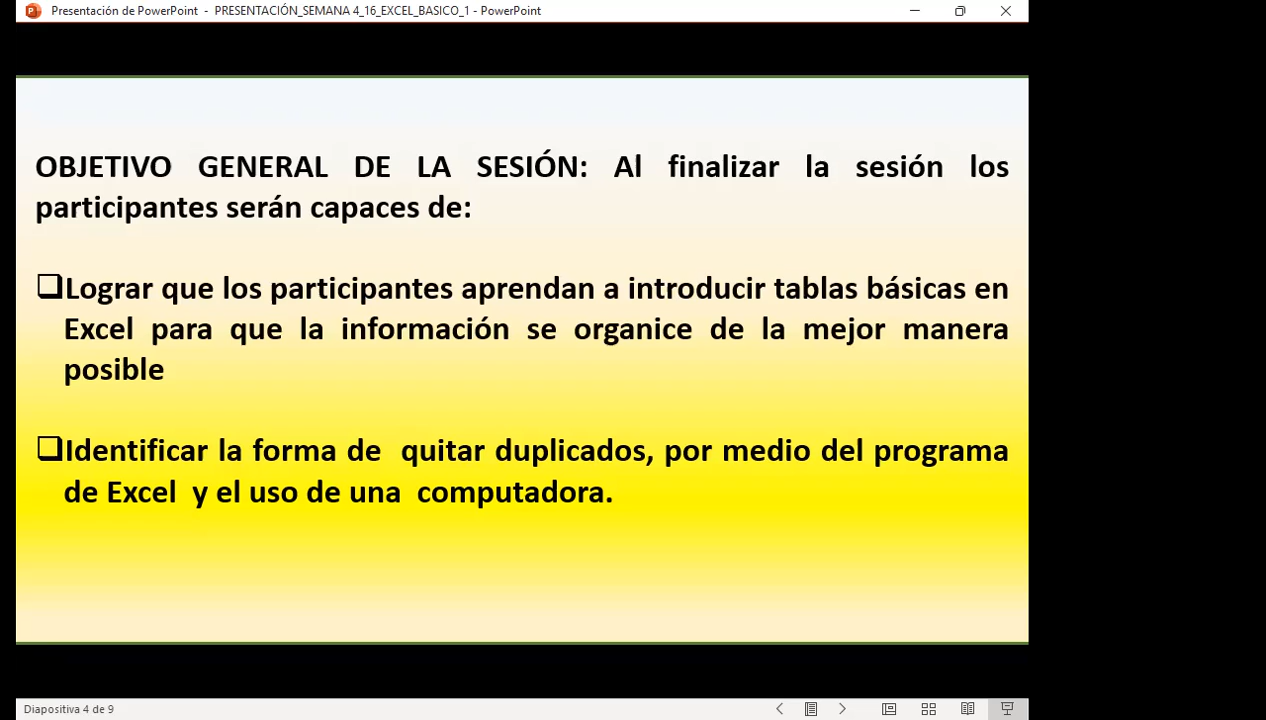 Presentación de PowerPoint - PRESENTACIÓN_SEMANA 4_16_EXCEL_BASICO_1 - PowerPoint
OBJETIVO GENERAL DE LA SESIÓN: Al finalizar la sesión los
participantes serán capaces de:
❑Lograr que los participantes aprendan a introducir tablas básicas en
Excel para que la información se organice de la mejor manera
posible
❑Identificar la forma de quitar duplicados, por medio del programa
de Excel y el uso de una computadora.
Diapositiva 4 de 9